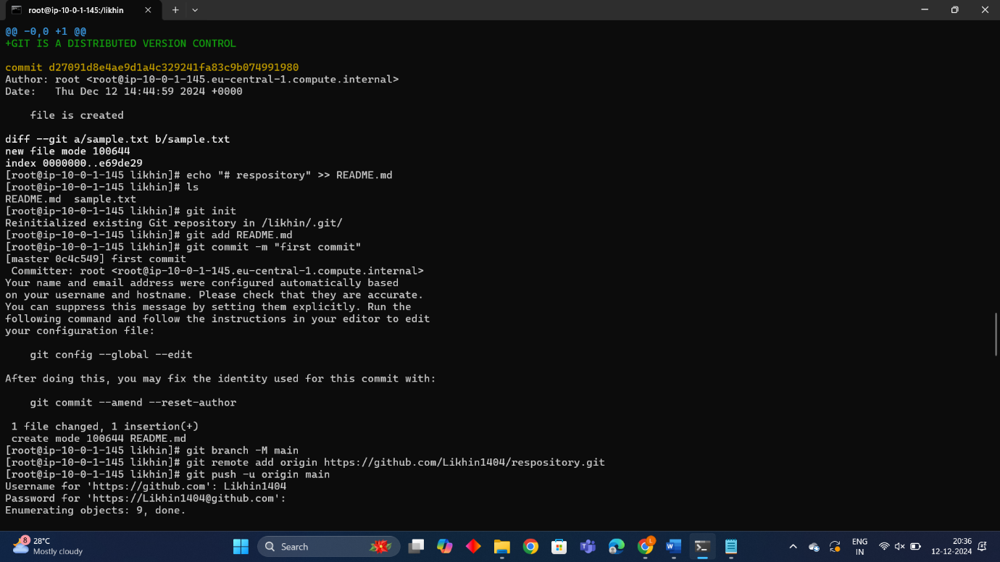 root@ip-10-0-1-145:/likhin
@@ -0,0 +1 @@
+GIT IS A DISTRIBUTED VERSION CONTROL
commit d27091d8e4ae9d1a4c329241fa83c9b074991980
Author: root <root@ip-10-0-1-145.eu-central-1.compute.internal>
Date:   Thu Dec 12 14:44:59 2024 +0000
    file is created
diff --git a/sample.txt b/sample.txt
new file mode 100644
index 0000000..e69de29
[root@ip-10-0-1-145 likhin]# echo "# respository" >> README.md
[root@ip-10-0-1-145 likhin]# ls
README.md  sample.txt
[root@ip-10-0-1-145 likhin]# git init
Reinitialized existing Git repository in /likhin/.git/
[root@ip-10-0-1-145 likhin]# git add README.md
[root@ip-10-0-1-145 likhin]# git commit -m "first commit"
[master 0c4c549] first commit
 Committer: root <root@ip-10-0-1-145.eu-central-1.compute.internal>
Your name and email address were configured automatically based
on your username and hostname. Please check that they are accurate.
You can suppress this message by setting them explicitly. Run the
following command and follow the instructions in your editor to edit
your configuration file:
    git config --global --edit
After doing this, you may fix the identity used for this commit with:
    git commit --amend --reset-author
 1 file changed, 1 insertion(+)
 create mode 100644 README.md
[root@ip-10-0-1-145 likhin]# git branch -M main
[root@ip-10-0-1-145 likhin]# git remote add origin https://github.com/Likhin1404/respository.git
[root@ip-10-0-1-145 likhin]# git push -u origin main
Username for 'https://github.com': Likhin1404
Password for 'https://Likhin1404@github.com':
Enumerating objects: 9, done.
8
28°C
Mostly cloudy
Search
L
ENG
IN
20:36
12-12-2024